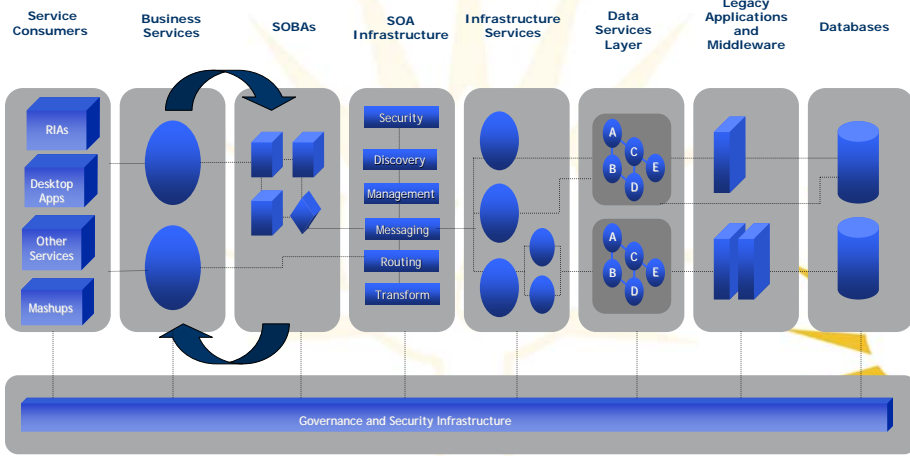 Service
Consumers
Business
Services
SOBAs
SOA
Infrastructure
Infrastructure
Services
Data
Services
Layer
Legacy
Applications
and
Middleware
Databases
RIAs
Desktop
Apps
Other
Services
Mashups
Security
Discovery
Management
Messaging
Routing
Transform
A
C
B
E
D
A
C
B
E
D
Governance and Security Infrastructure